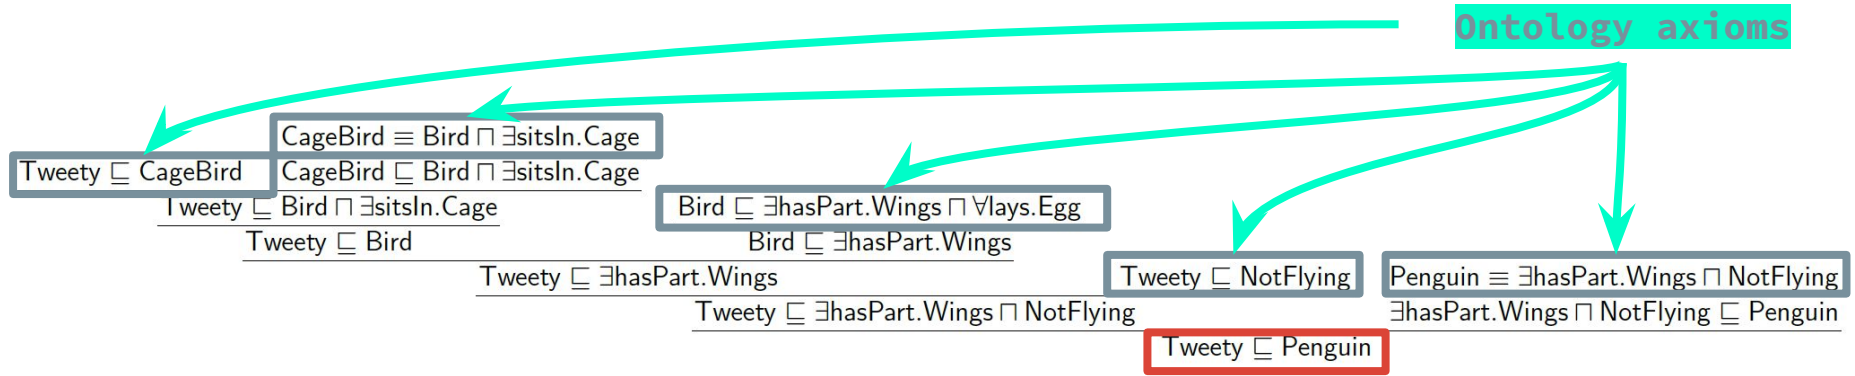 Ontology axioms
CageBird ≡ Bird ⊓ ∃sitsIn.Cage
Tweety ⊑ CageBird CageBird ⊑ Bird ⊓ ∃sitsIn.Cage
Tweety ⊑ Bird ⊓ ∃sitsIn.Cage Bird ⊑ ∃hasPart.Wings ⊓ ∀lays.Egg
Tweety ⊑ Bird Bird ⊑ ∃hasPart.Wings
Tweety ⊑ ∃hasPart.Wings Tweety ⊑ NotFlying Penguin ≡ ∃hasPart.Wings ⊓ NotFlying
Tweety ⊑ ∃hasPart.Wings ⊓ NotFlying ∃hasPart.Wings ⊓ NotFlying ⊑ Penguin
Tweety ⊑ Penguin